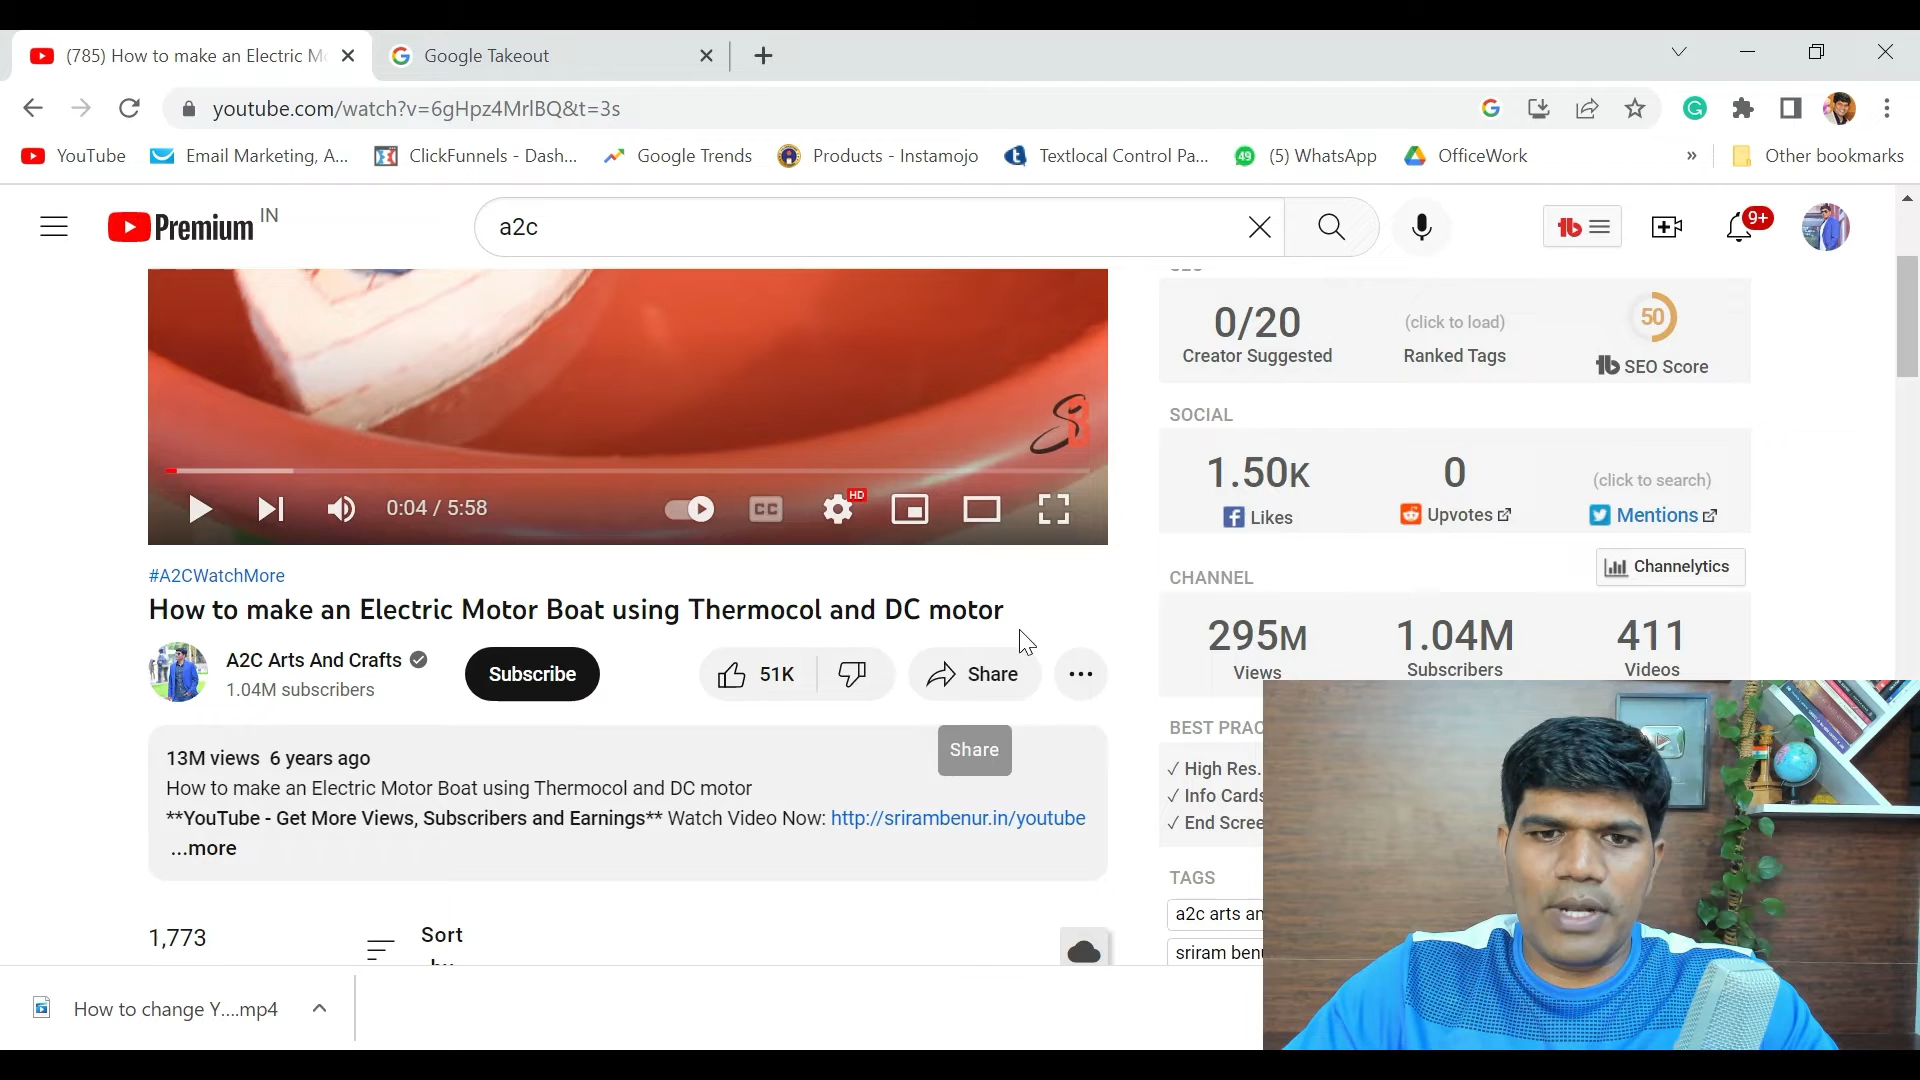 (785) How to make an Electric Mo
Google Takeout
youtube.com/watch?v=6gHpz4MrlBQ&t=3s
YouTube
Email Marketing, A...
ClickFunnels - Dash...
Google Trends
Products - Instamojo
Textlocal Control Pa...
49
(5) WhatsApp
OfficeWork
»
Other bookmarks
Premium IN
a2c
9+
0/20
Creator Suggested
(click to load)
Ranked Tags
50
SEO Score
SOCIAL
1.50K
Likes
0
Upvotes
(click to search)
Mentions
0:04 / 5:58
CC
HD
#A2CWatchMore
How to make an Electric Motor Boat using Thermocol and DC motor
A2C Arts And Crafts
1.04M subscribers
Subscribe
51K
Share
Share
CHANNEL
Channelytics
295M
Views
1.04M
Subscribers
411
Videos
13M views 6 years ago
How to make an Electric Motor Boat using Thermocol and DC motor
**YouTube - Get More Views, Subscribers and Earnings** Watch Video Now: http://srirambenur.in/youtube
...more
BEST PRAC
✓ High Res.
✓ Info Cards
✓ End Scree
TAGS
a2c arts an
sriram benu
1,773
Sort
How to change Y....mp4